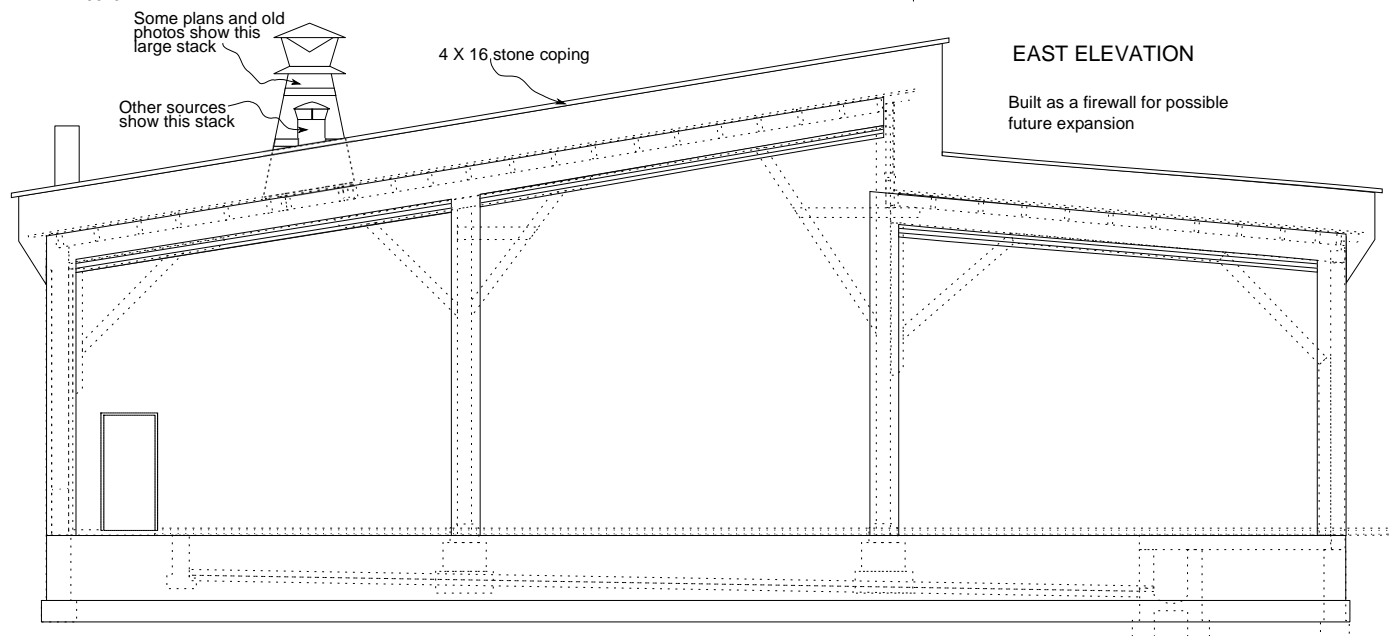 Some plans and old
photos show this
large stack
4 X 16 stone coping
EAST ELEVATION
Other sources
show this stack
Built as a firewall for possible
future expansion